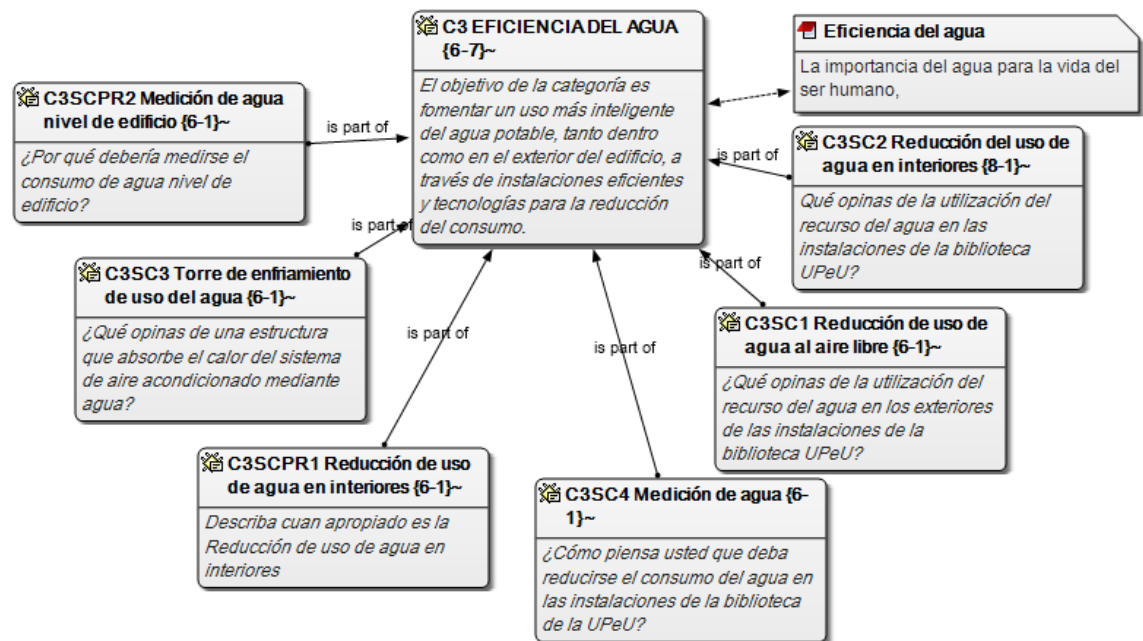 C3 EFICIENCIA DEL AGUA
{6-7}~
El objetivo de la categoría es
fomentar un uso más inteligente
del agua potable, tanto dentro
como en el exterior del edificio, a
través de instalaciones eficientes
y tecnologías para la reducción
del consumo.
Eficiencia del agua
La importancia del agua para la vida del
ser humano,
C3SCPR2 Medición de agua
nivel de edificio {6-1}~
¿Por qué debería medirse el
consumo de agua nivel de
edificio?
is part of
C3SC2 Reducción del uso de
agua en interiores {8-1}~
Qué opinas de la utilización del
recurso del agua en las
instalaciones de la biblioteca
UPeU?
is part of
C3SC3 Torre de enfriamiento
de uso del agua {6-1}~
¿Qué opinas de una estructura
que absorbe el calor del sistema
de aire acondicionado mediante
agua?
is part of
C3SC1 Reducción de uso de
agua al aire libre {6-1}~
¿Qué opinas de la utilización del
recurso del agua en los exteriores
de las instalaciones de la
biblioteca UPeU?
is part of
C3SCPR1 Reducción de uso
de agua en interiores {6-1}~
Describa cuan apropiado es la
Reducción de uso de agua en
interiores
is part of
C3SC4 Medición de agua {6-
1}~
¿Cómo piensa usted que deba
reducirse el consumo del agua en
las instalaciones de la biblioteca
de la UPeU?
is part of